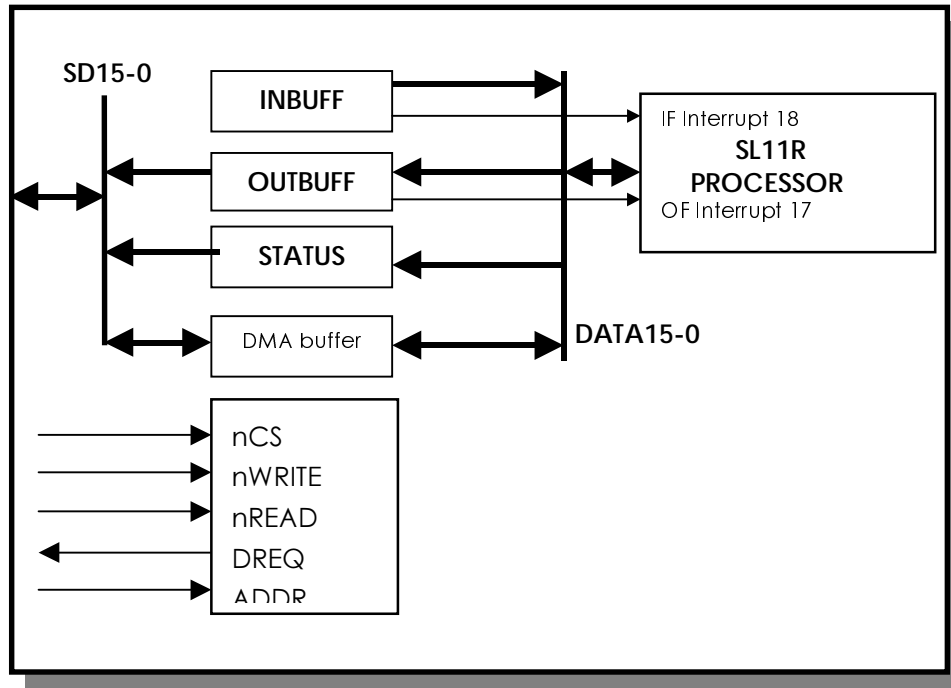 SD15-0
INBUFF
IF Interrupt 18
SL11R
PROCESSOR
OF Interrupt 17
OUTBUFF
STATUS
DMA buffer
DATA15-0
nCS
nWRITE
nREAD
DREQ
ADDR